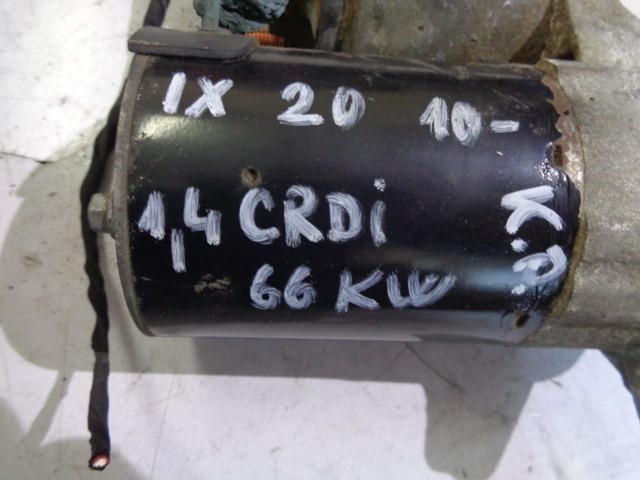 IX 20 10-
1,4 CRDi
66 KW
K.P.